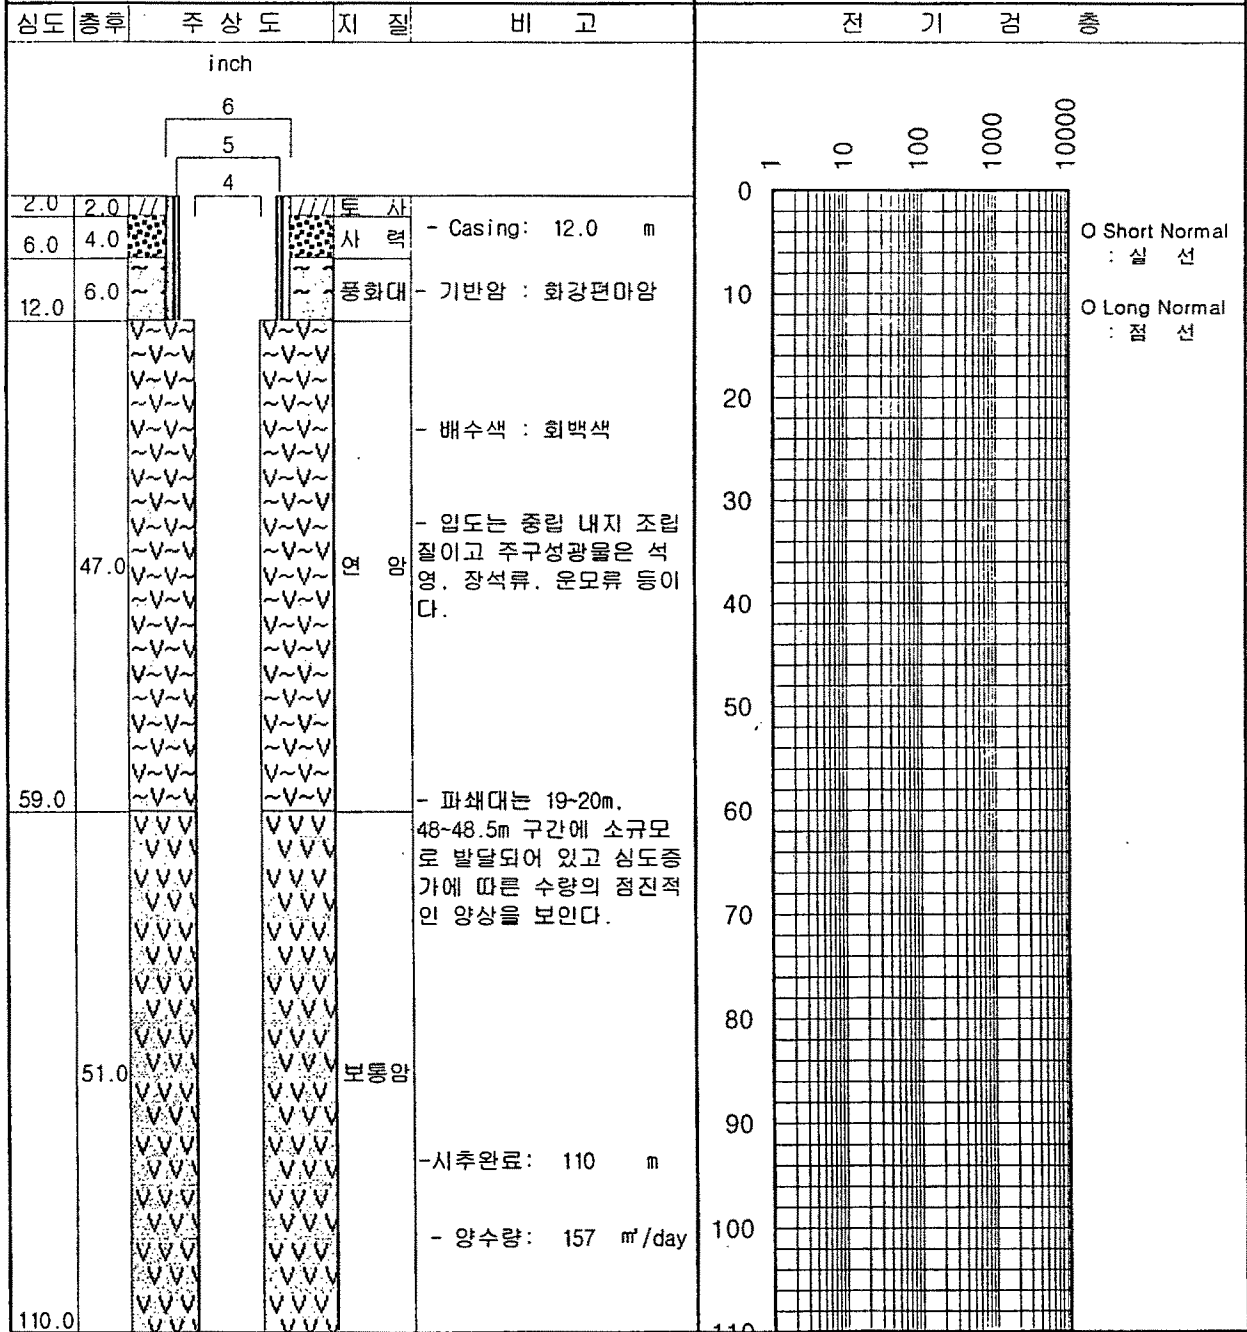 심도 층후 주 상 도 지 질 비 고 전 기 검 층
inch
6
5
4
2.0 2.0 토 사
6.0 4.0 사 력
12.0 6.0 풍화대
47.0 연 암
59.0
51.0 보통암
110.0
- Casing: 12.0 m
- 기반암 : 화강편마암
- 배수색 : 회백색
- 입도는 중립 내지 조립
질이고 주구성광물은 석
영, 장석류, 운모류 등이
다.
- 파쇄대는 19~20m,
48~48.5m 구간에 소규모
로 발달되어 있고 심도증
가에 따른 수량의 점진적
인 양상을 보인다.
-시추완료: 110 m
- 양수량: 157 ㎥/day
1 10 100 1000 10000
0
10
20
30
40
50
60
70
80
90
100
110
O Short Normal
: 실 선
O Long Normal
: 점 선